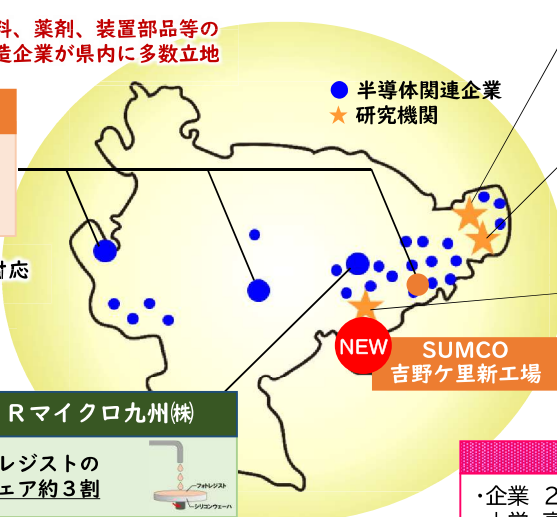 料、薬剤、装置部品等の
造企業が県内に多数立地
半導体関連企業
研究機関
対応
NEW
SUMCO
吉野ケ里新工場
Rマイクロ九州㈱
レジストの
ェア約3割
フォトレジスト
シリコンウェーハ
・企業 2